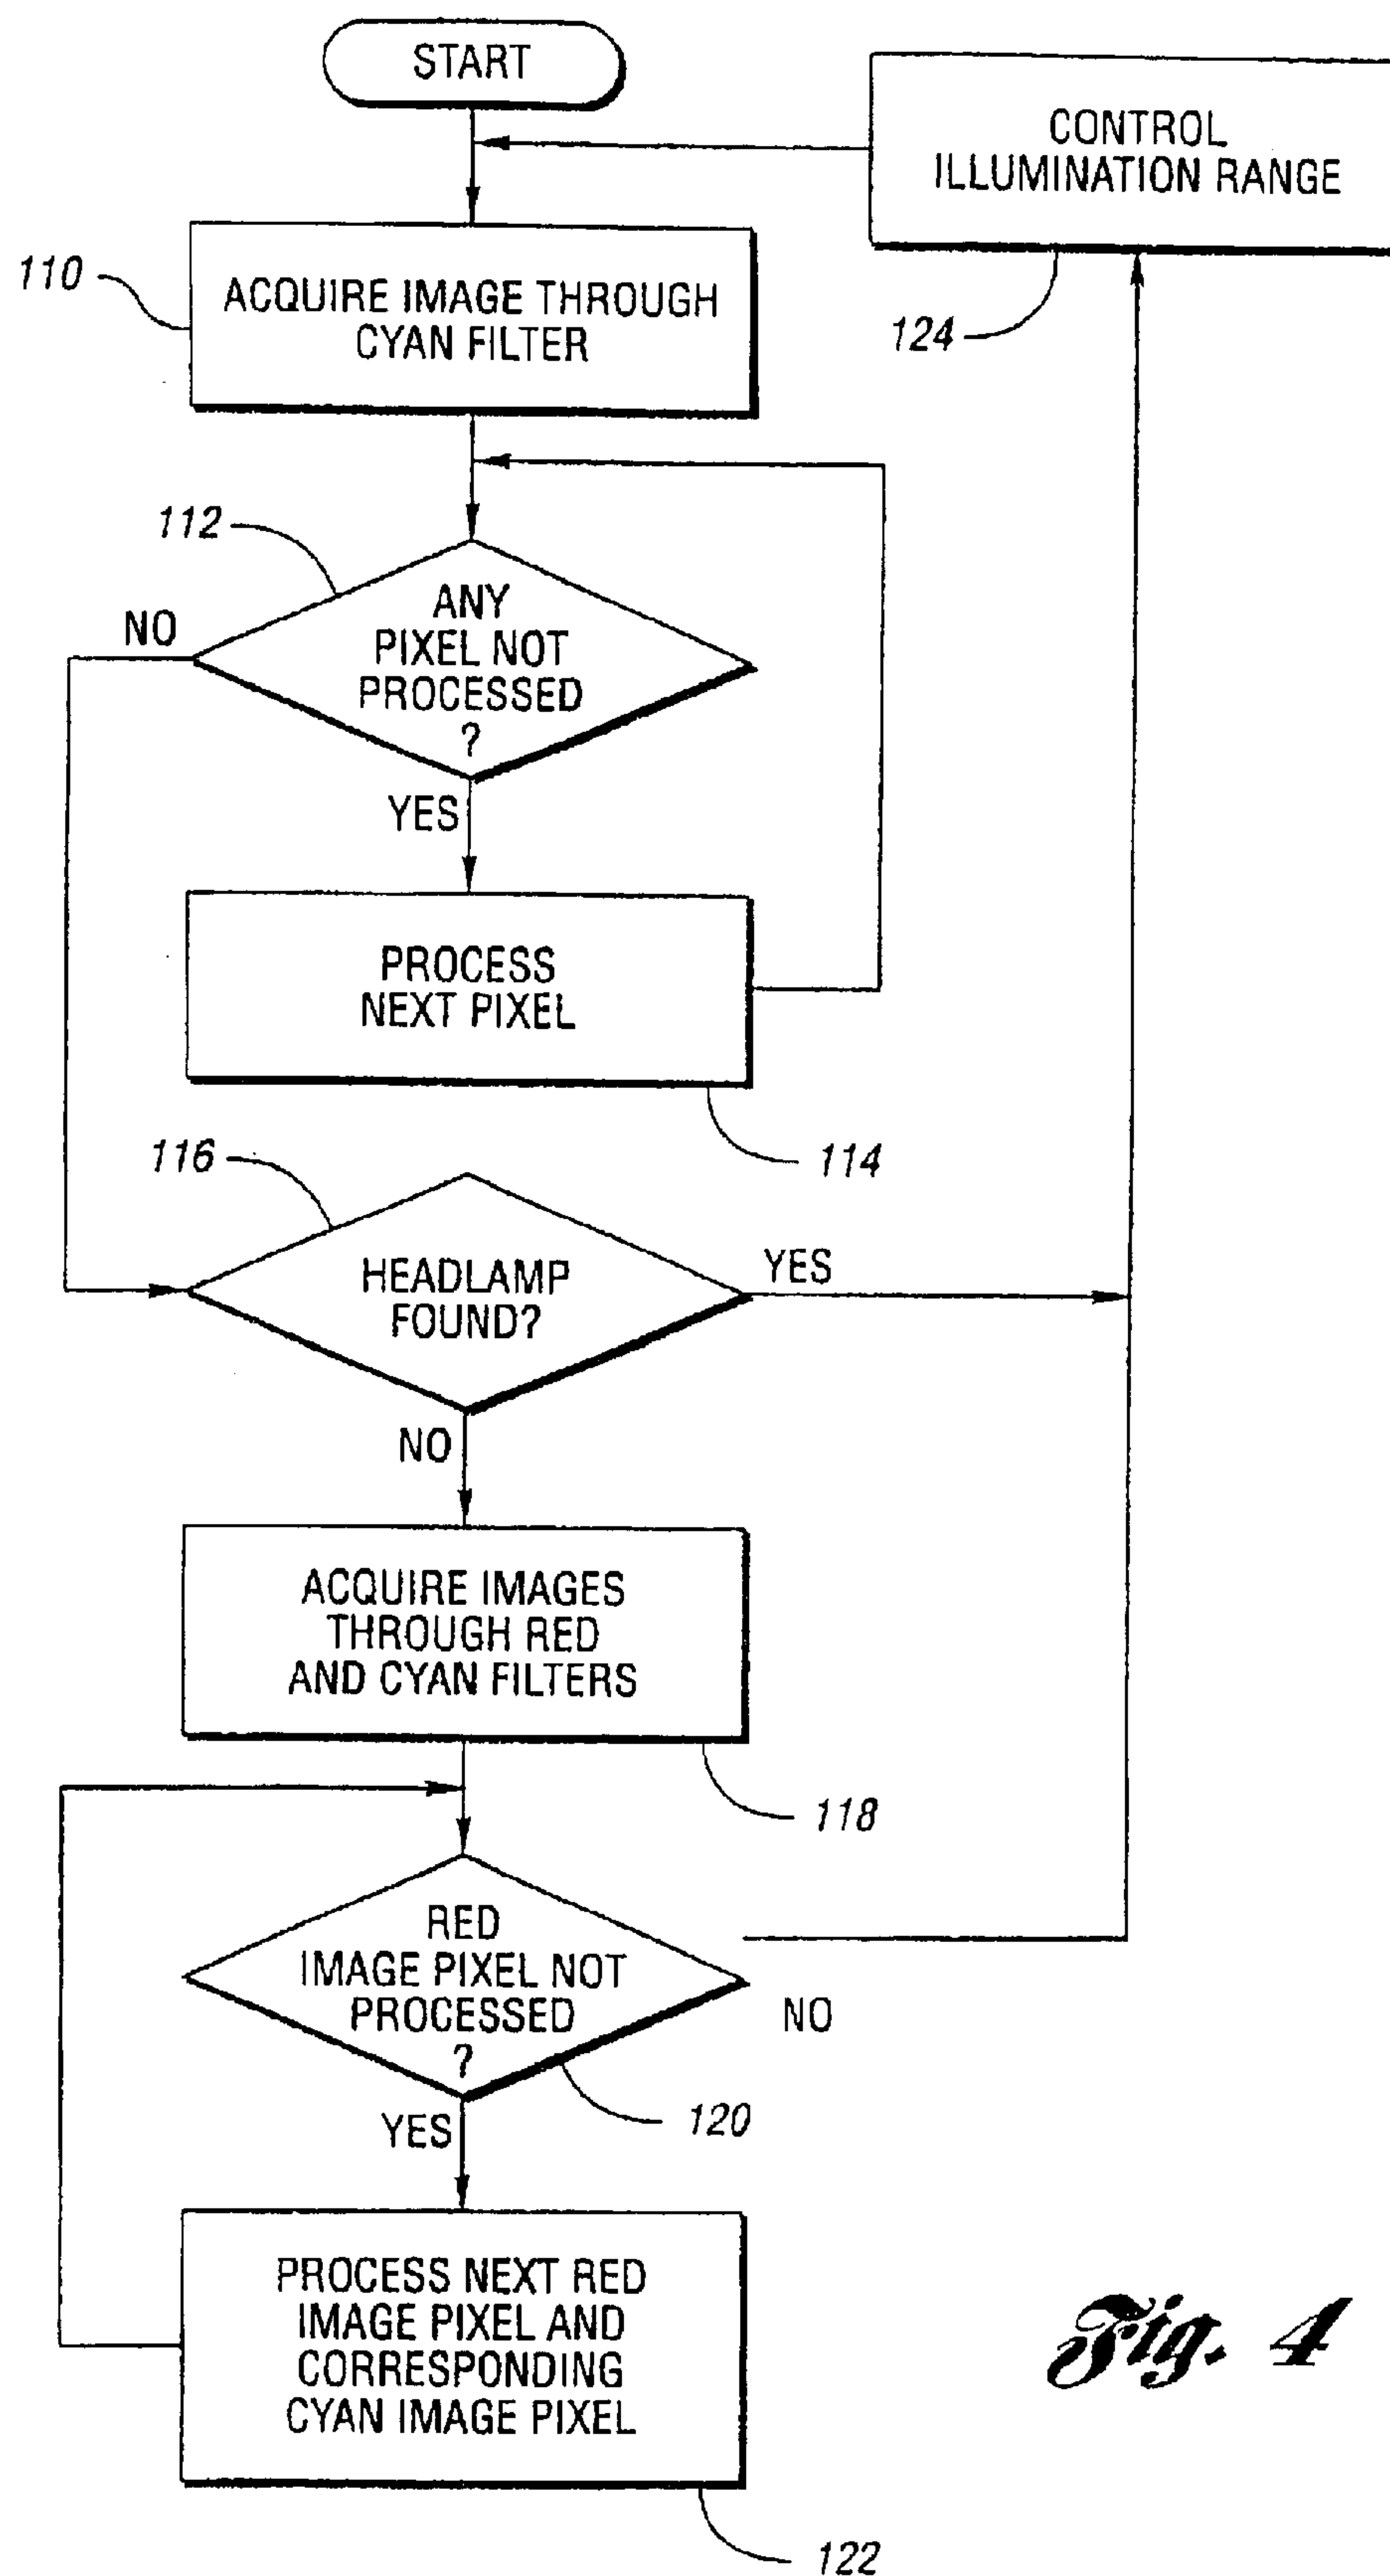 START
CONTROL
ILLUMINATION RANGE
110
ACQUIRE IMAGE THROUGH
CYAN FILTER
124
112
NO
ANY
PIXEL NOT
PROCESSED
?
YES
PROCESS
NEXT PIXEL
114
116
HEADLAMP
FOUND?
YES
NO
ACQUIRE IMAGES
THROUGH RED
AND CYAN FILTERS
118
RED
IMAGE PIXEL NOT
PROCESSED
?
NO
YES
120
PROCESS NEXT RED
IMAGE PIXEL AND
CORRESPONDING
CYAN IMAGE PIXEL
122
Fig. 4